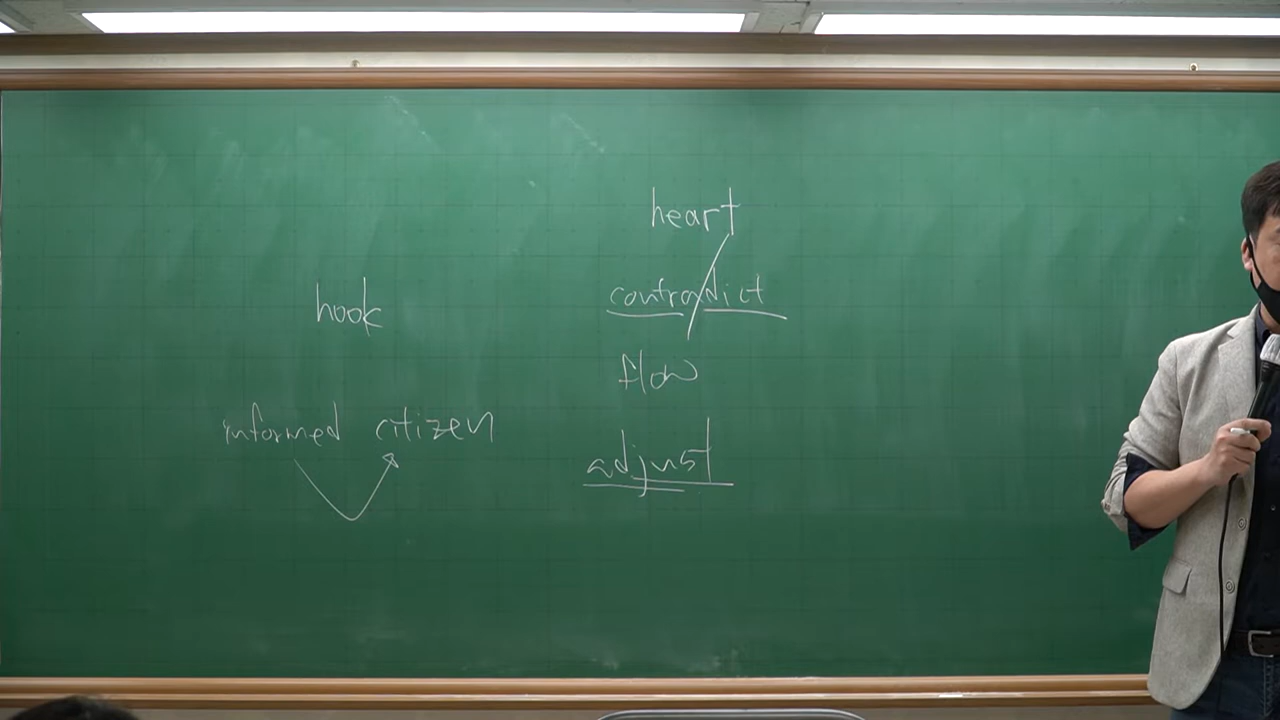 hook
informed citizen
heart
contradict
flow
adjust